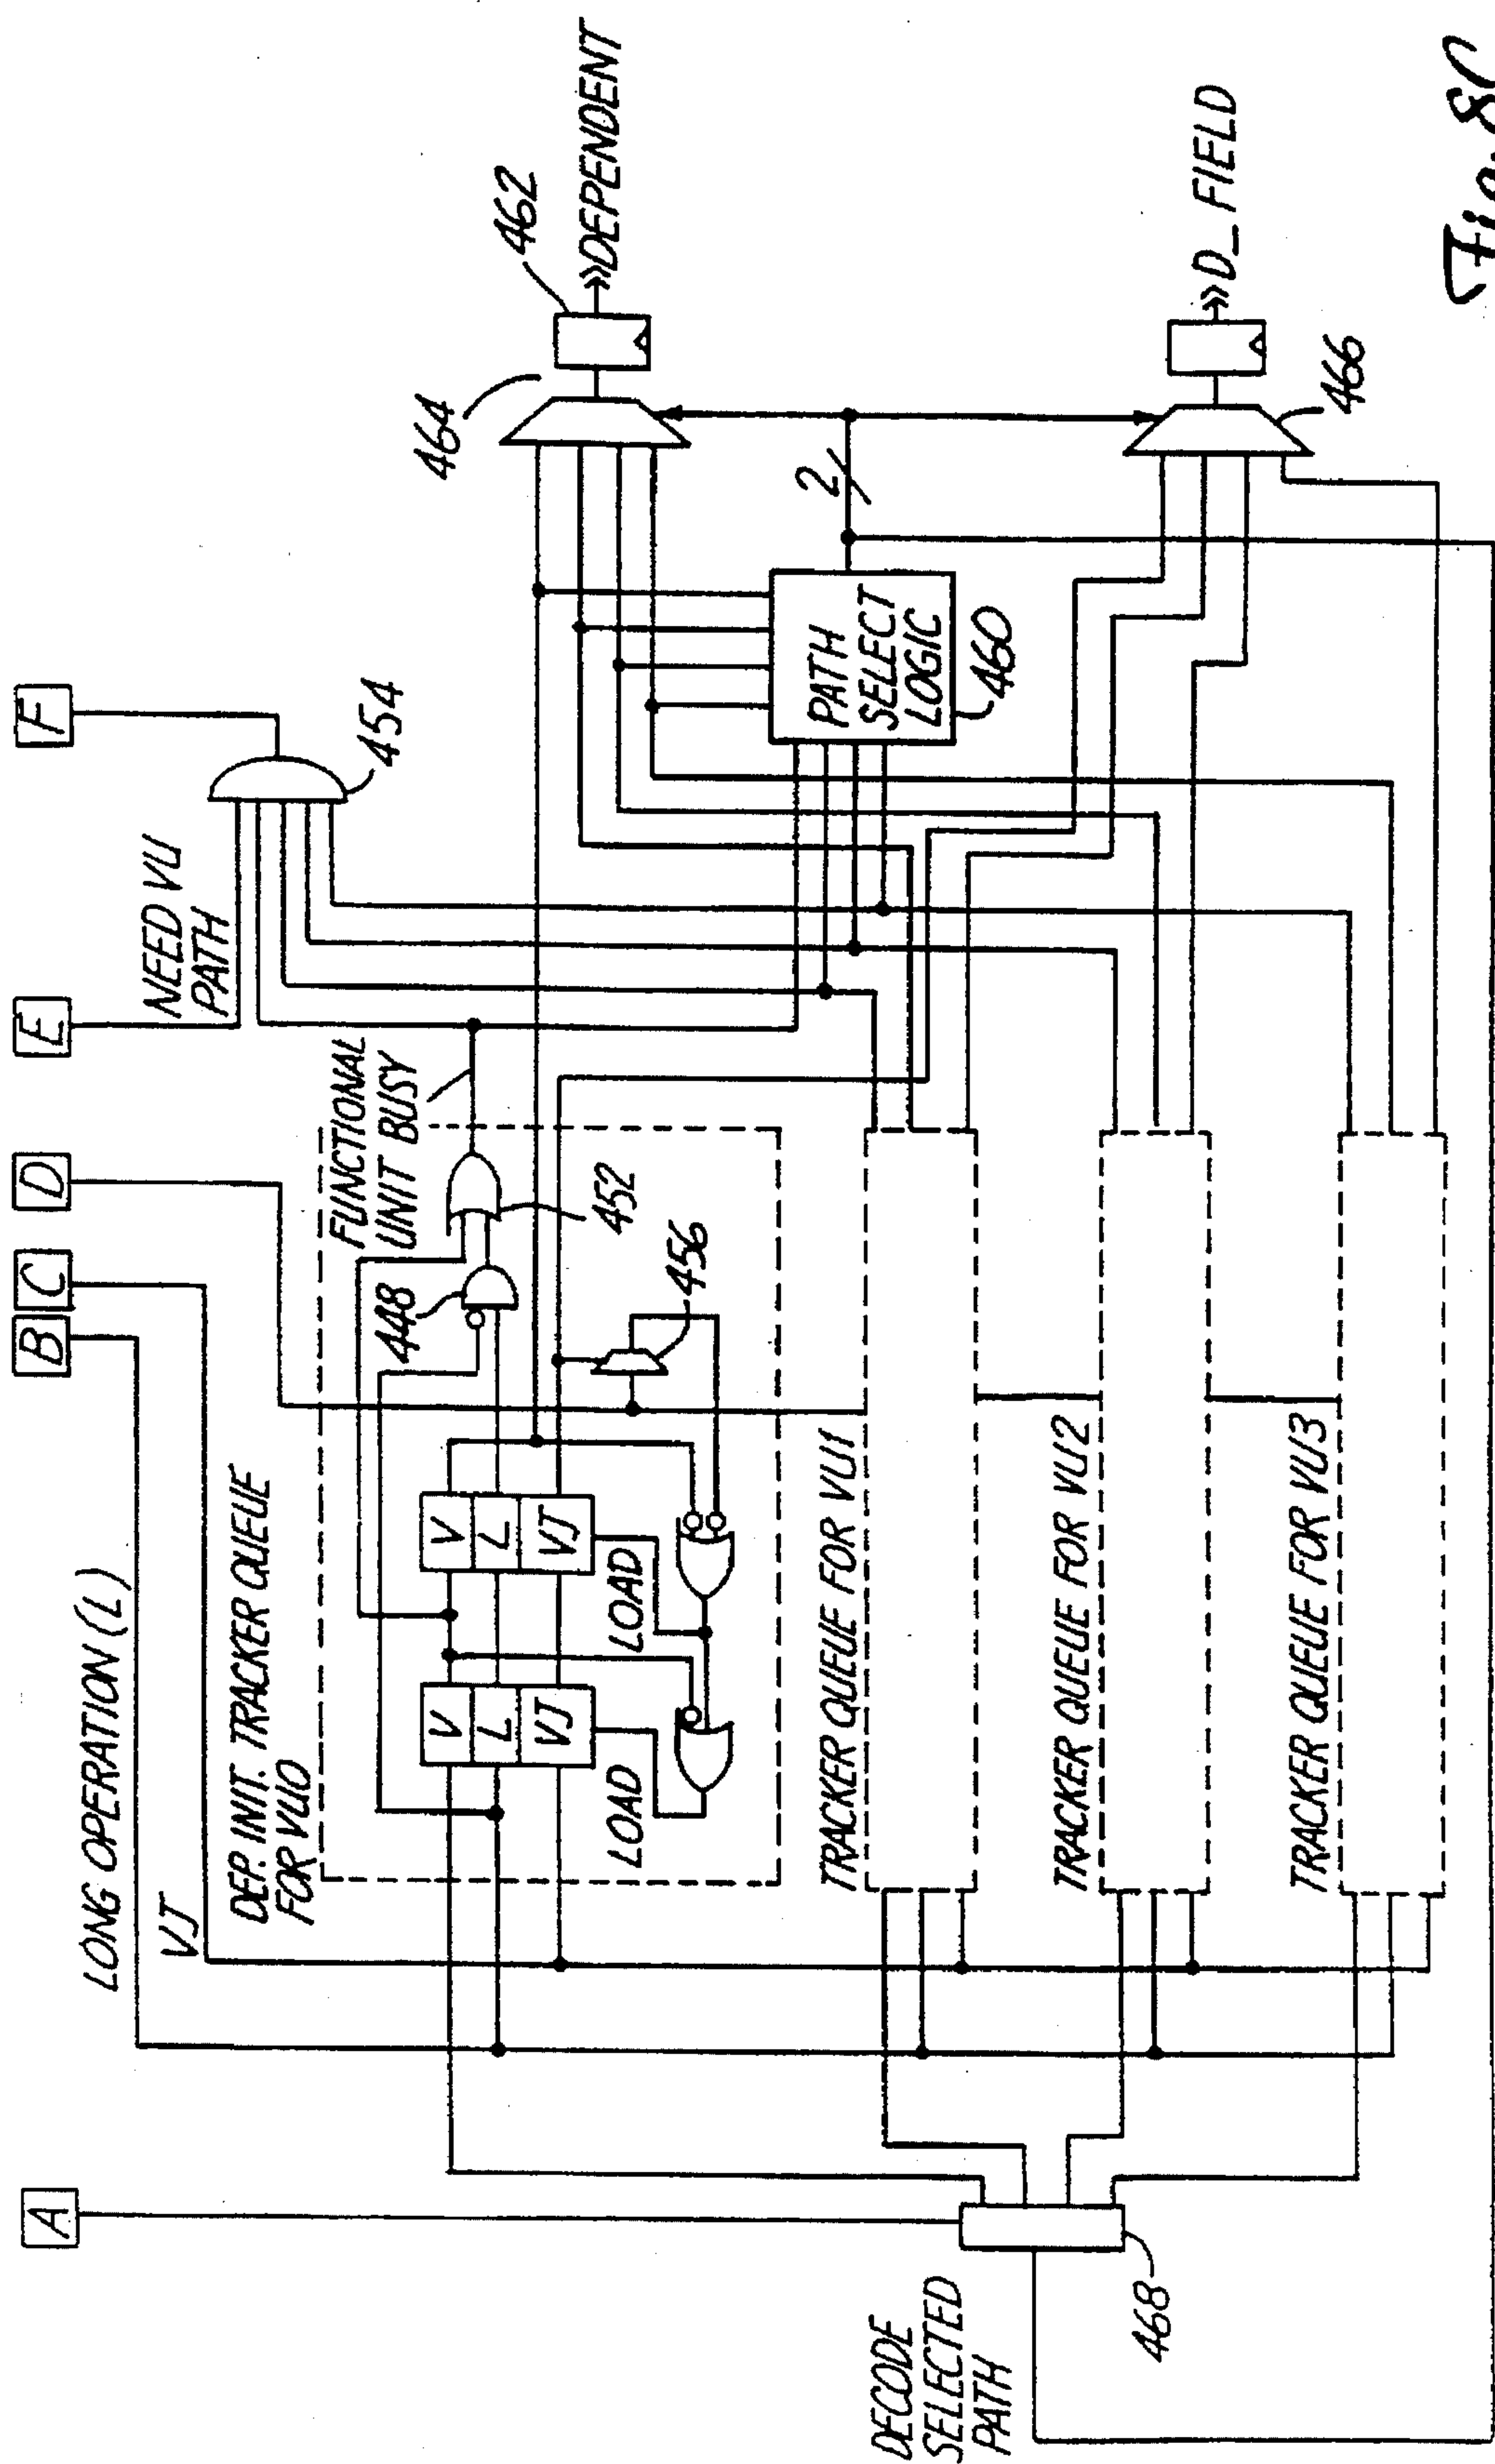 A
B
C
D
E
F
LONG OPERATION (L)
VJ
NEED VU
PATH
DEP. INIT. TRACKER QUEUE
FOR VU0
FUNCTIONAL
UNIT BUSY
454
448
452
456
V
L
VJ
LOAD
V
L
VJ
LOAD
464
462
DEPENDENT
2
PATH
SELECT
LOGIC
460
TRACKER QUEUE FOR VU1
TRACKER QUEUE FOR VU2
TRACKER QUEUE FOR VU3
DECODE
SELECTED
PATH
468
466
D_FIELD
Fig. 8C